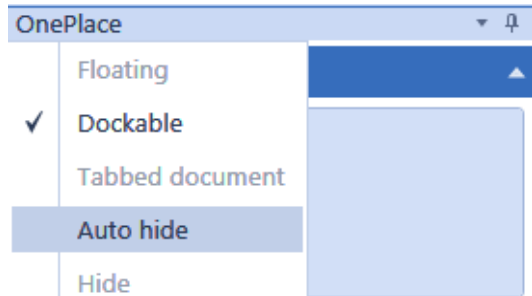 OnePlace
Floating
Dockable
Tabbed document
Auto hide
Hide